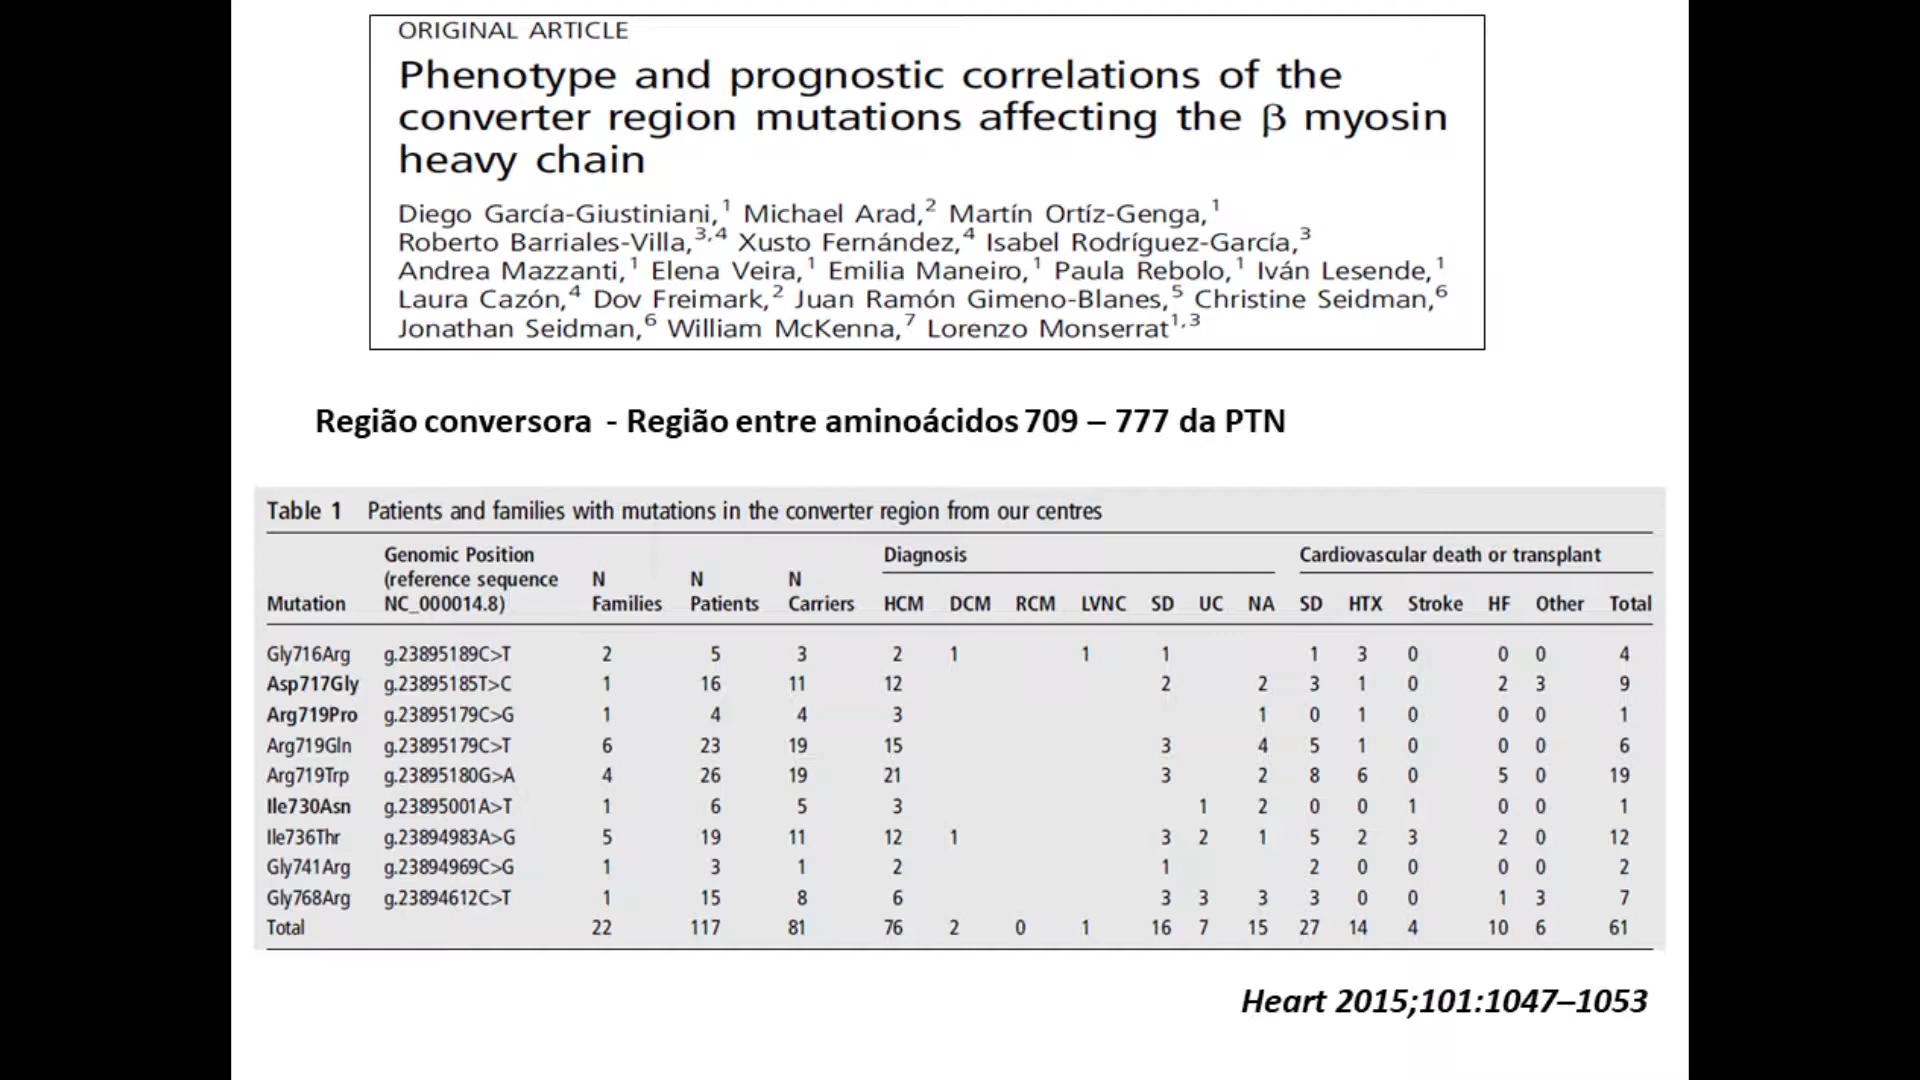 ORIGINAL ARTICLE
Phenotype and prognostic correlations of the
converter region mutations affecting the β myosin
heavy chain
Diego García-Giustiniani,1 Michael Arad,2 Martín Ortíz-Genga,1
Roberto Barriales-Villa,3,4 Xusto Fernández,4 Isabel Rodríguez-García,3
Andrea Mazzanti,1 Elena Veira,1 Emilia Maneiro,1 Paula Rebolo,1 Iván Lesende,1
Laura Cazón,4 Dov Freimark,2 Juan Ramón Gimeno-Blanes,5 Christine Seidman,6
Jonathan Seidman,6 William McKenna,7 Lorenzo Monserrat1,3
Região conversora - Região entre aminoácidos 709 – 777 da PTN
Table 1 Patients and families with mutations in the converter region from our centres
Genomic Position Diagnosis Cardiovascular death or transplant
(reference sequence N N N
Mutation NC_000014.8) Families Patients Carriers HCM DCM RCM LVNC SD UC NA SD HTX Stroke HF Other Total
Gly716Arg g.23895189C>T 2 5 3 2 1 1 1 1 3 0 0 0 4
Asp717Gly g.23895185T>C 1 16 11 12 2 2 3 1 0 2 3 9
Arg719Pro g.23895179C>G 1 4 4 3 1 0 1 0 0 0 1
Arg719Gln g.23895179C>T 6 23 19 15 3 4 5 1 0 0 0 6
Arg719Trp g.23895180G>A 4 26 19 21 3 2 8 6 0 5 0 19
Ile730Asn g.23895001A>T 1 6 5 3 1 2 0 0 1 0 0 1
Ile736Thr g.23894983A>G 5 19 11 12 1 3 2 1 5 2 3 2 0 12
Gly741Arg g.23894969C>G 1 3 1 2 1 2 0 0 0 0 2
Gly768Arg g.23894612C>T 1 15 8 6 3 3 3 3 0 0 1 3 7
Total 22 117 81 76 2 0 1 16 7 15 27 14 4 10 6 61
Heart 2015;101:1047–1053